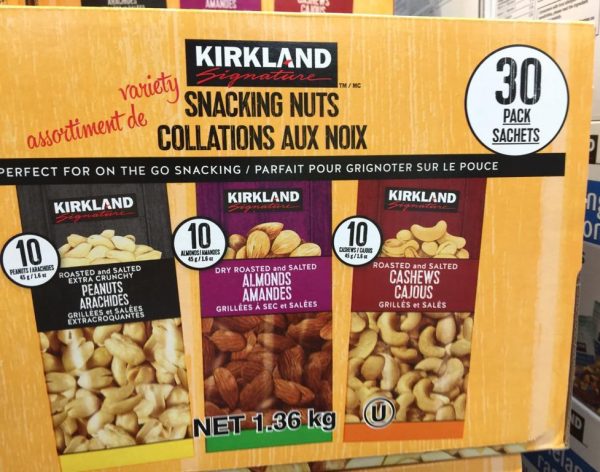 AMANDES
CAJOUS
KIRKLAND
Signature
TM/MC
variety
assortiment de
SNACKING NUTS
COLLATIONS AUX NOIX
30
PACK
SACHETS
PERFECT FOR ON THE GO SNACKING / PARFAIT POUR GRIGNOTER SUR LE POUCE
KIRKLAND
Signature
10
PEANUTS/ARACHIDES
45 g / 1.6 oz
ROASTED and SALTED
EXTRA CRUNCHY
PEANUTS
ARACHIDES
GRILLÉES et SALÉES
EXTRACROQUANTES
KIRKLAND
Signature
10
ALMONDS/AMANDES
45 g / 1.6 oz
DRY ROASTED and SALTED
ALMONDS
AMANDES
GRILLÉES À SEC et SALÉES
KIRKLAND
Signature
10
CASHEWS/CAJOUS
45 g / 1.6 oz
ROASTED and SALTED
CASHEWS
CAJOUS
GRILLÉS et SALÉS
NET 1.36 kg
U